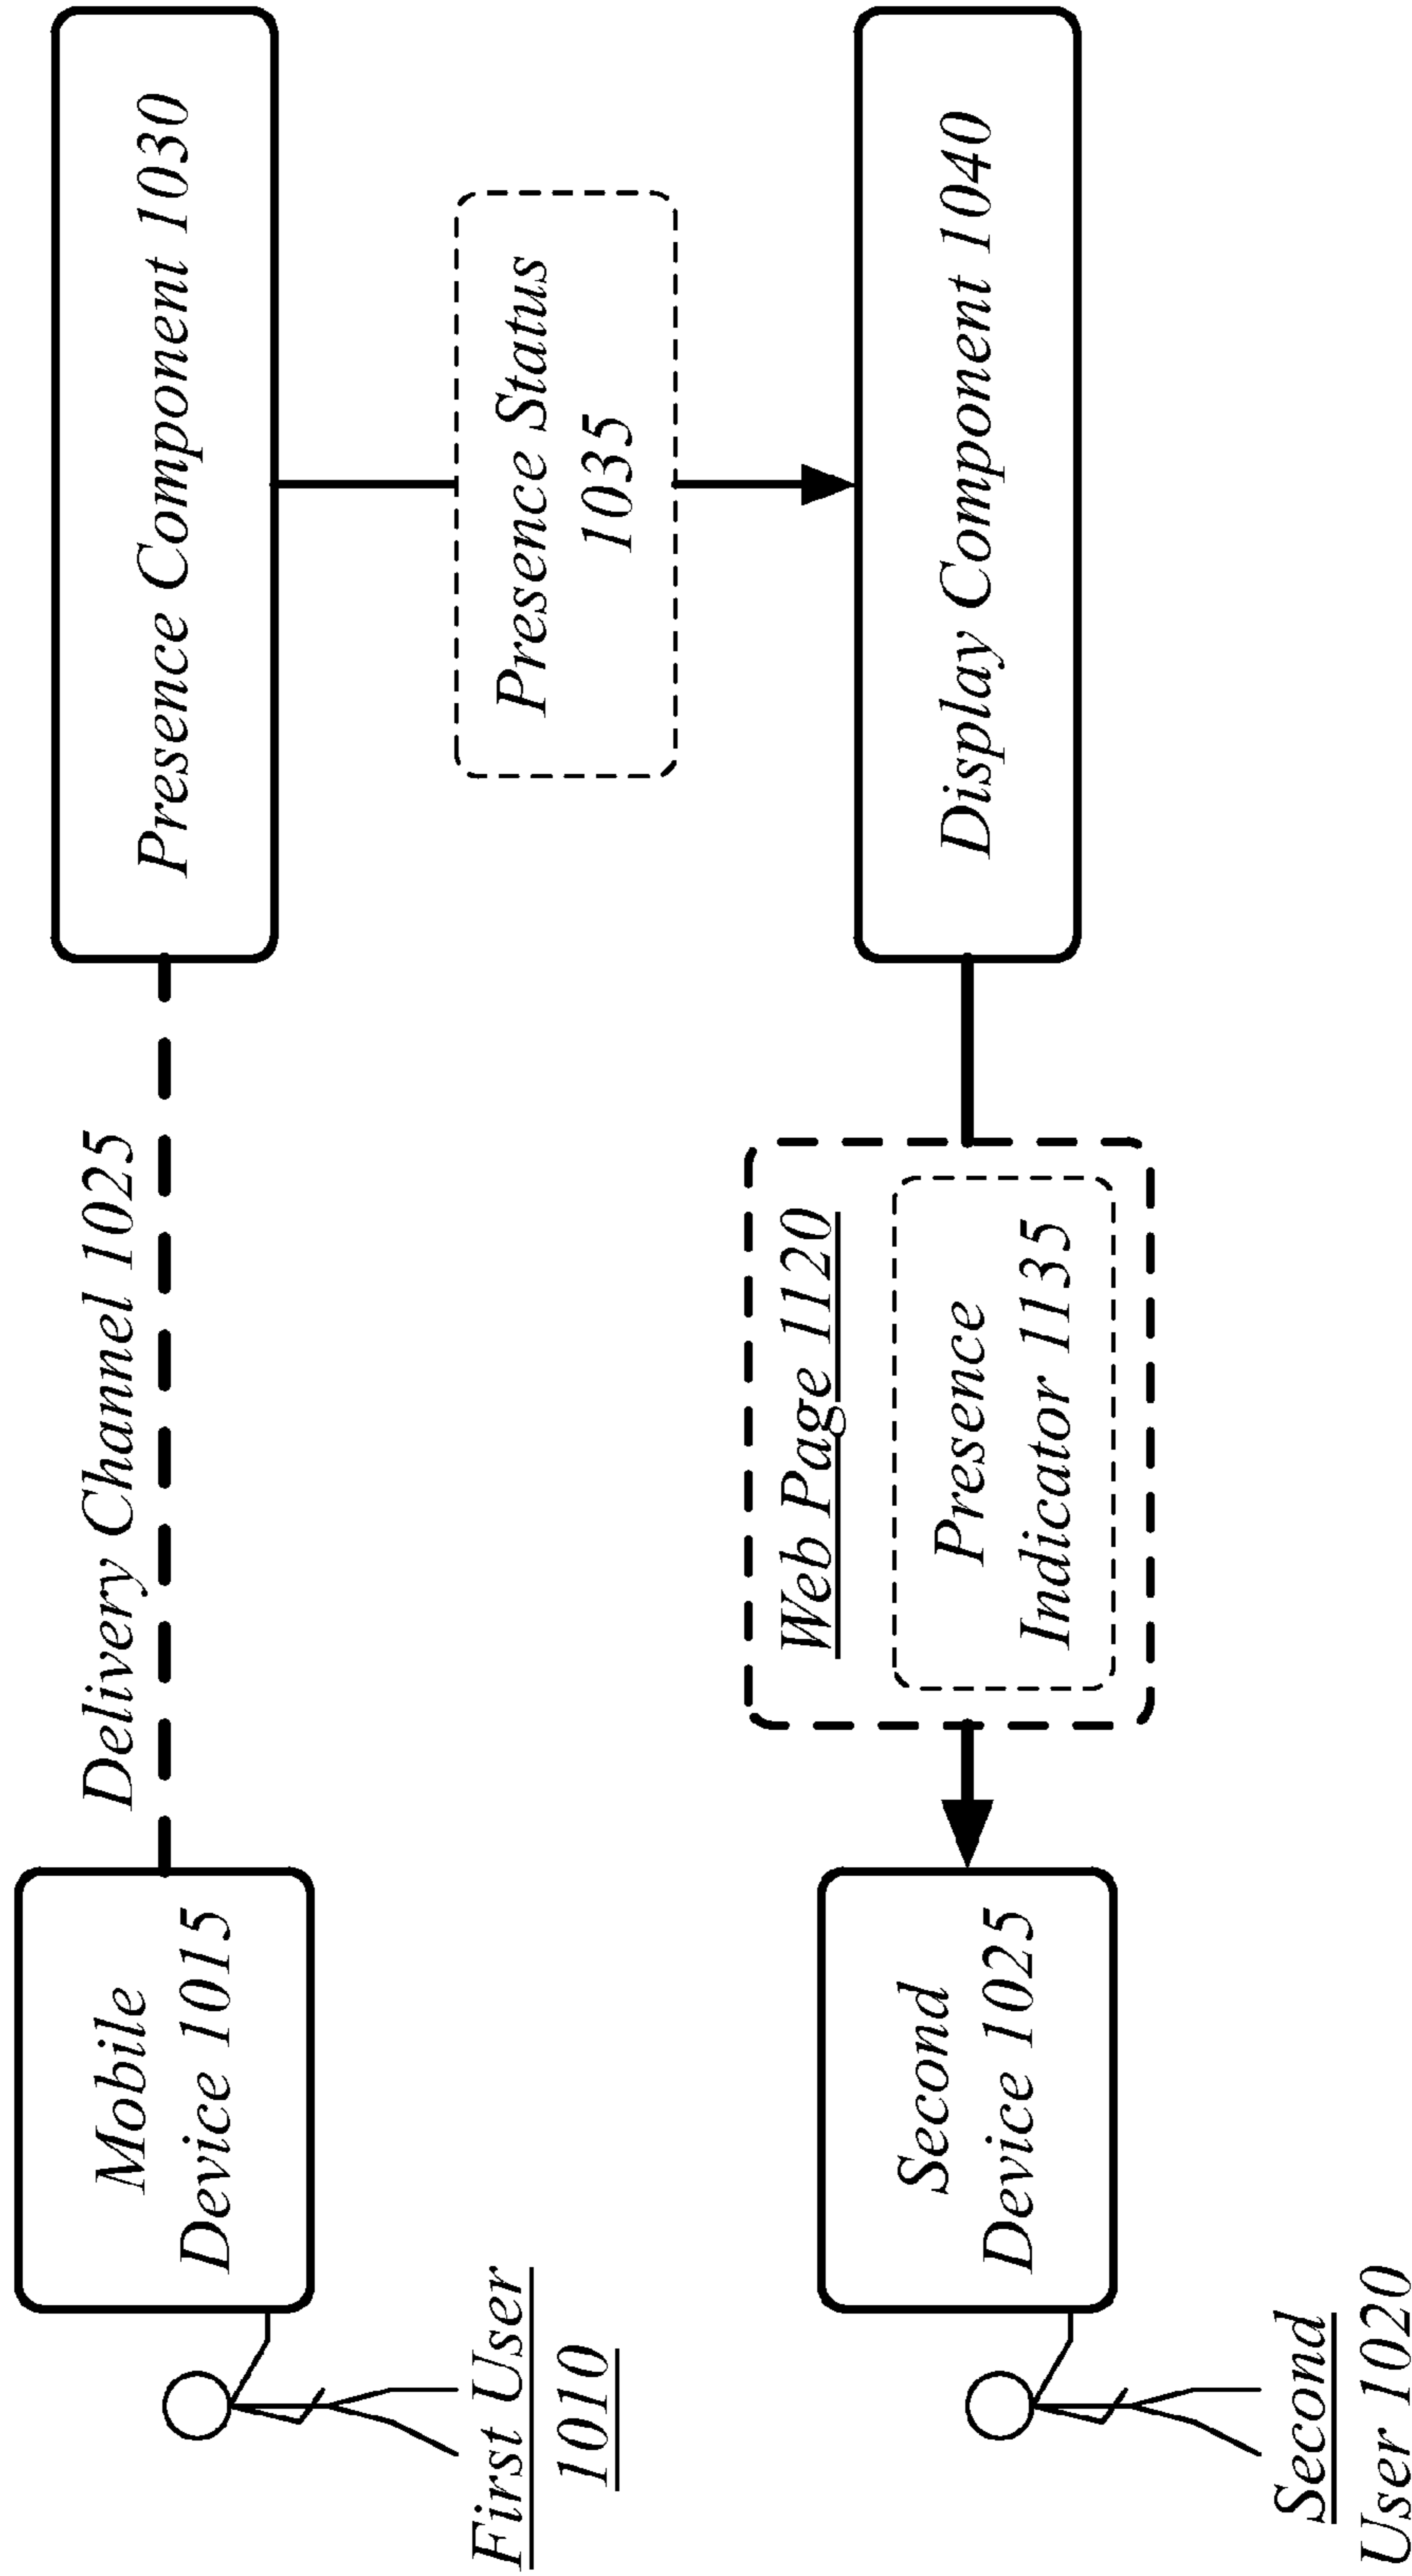 Mobile
Device 1015
Delivery Channel 1025
Presence Component 1030
First User
1010
Presence Status
1035
Web Page 1120
Presence
Indicator 1135
Second
Device 1025
Display Component 1040
Second
User 1020